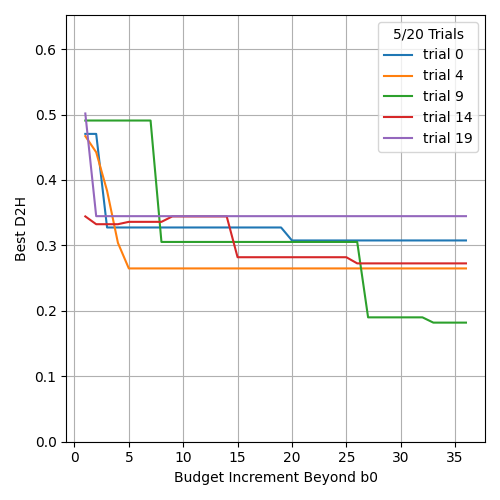 5/20 Trials
trial 0
trial 4
trial 9
trial 14
trial 19
0.6
0.5
0.4
0.3
0.2
0.1
0.0
Best D2H
0 5 10 15 20 25 30 35
Budget Increment Beyond b0